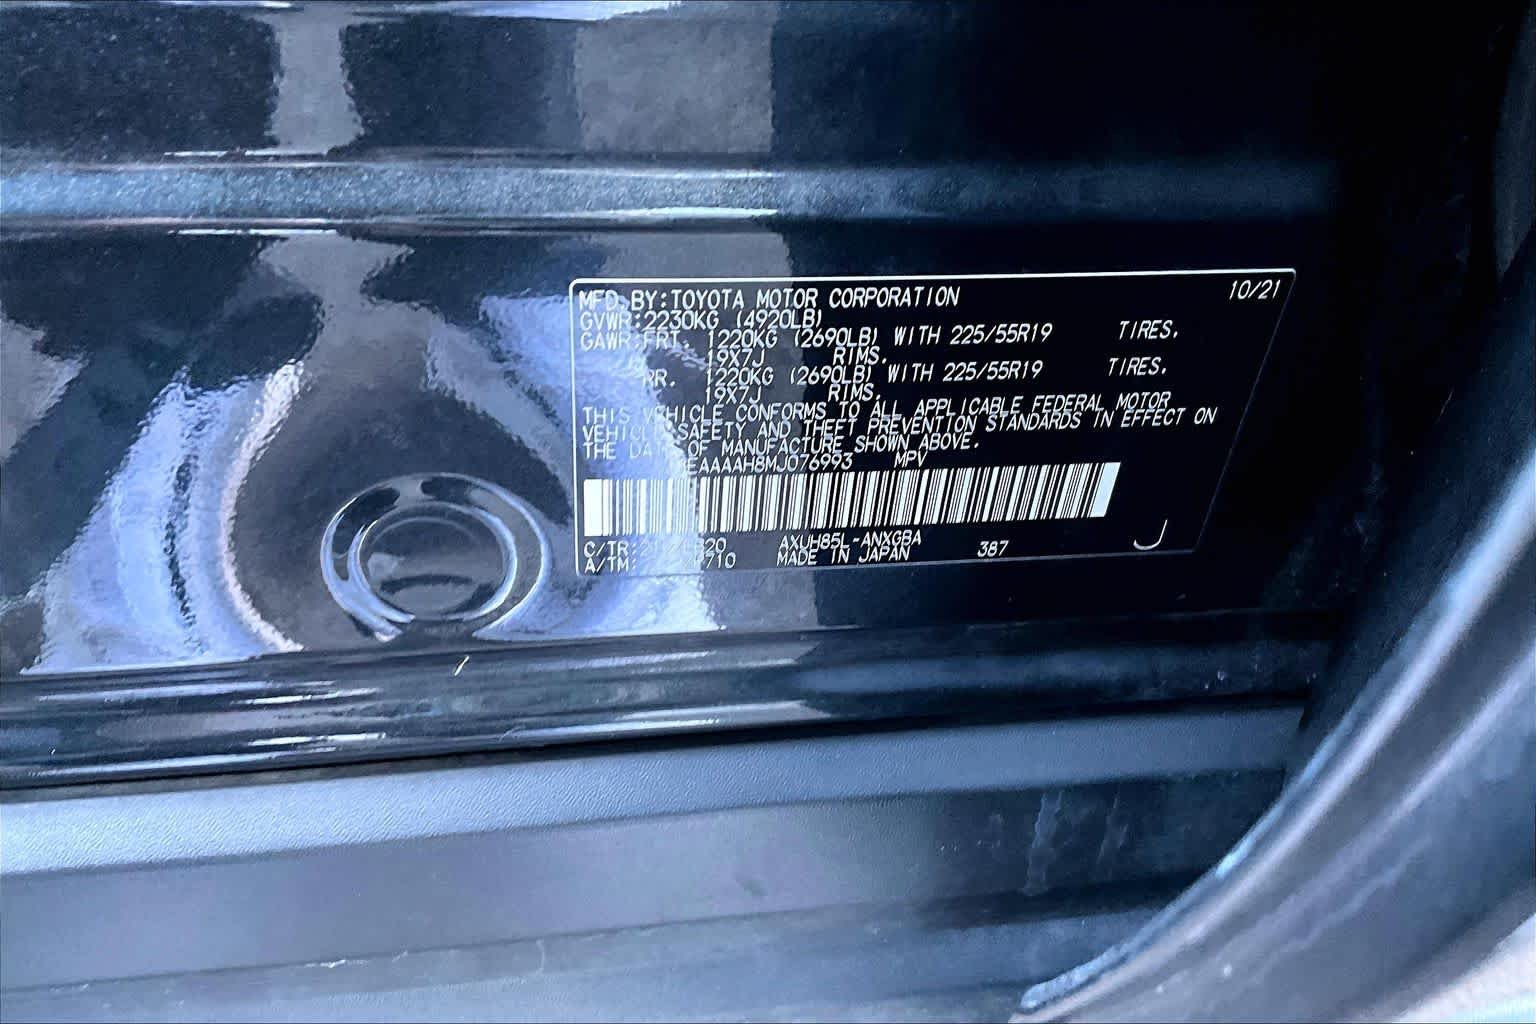 MFD. BY: TOYOTA MOTOR CORPORATION 10/21
GVWR: 2230KG (4920LB)
GAWR: FRT. 1220KG (2690LB) WITH 225/55R19 TIRES,
19X7J RIMS.
RR. 1220KG (2690LB) WITH 225/55R19 TIRES,
19X7J RIMS.
THIS VEHICLE CONFORMS TO ALL APPLICABLE FEDERAL MOTOR
VEHICLE SAFETY AND THEFT PREVENTION STANDARDS IN EFFECT ON
THE DATE OF MANUFACTURE SHOWN ABOVE.
EAAAAH8MJ076993 MPV
C/TR: AXUH85L-ANXGBA
A/TM: MADE IN JAPAN 387
J